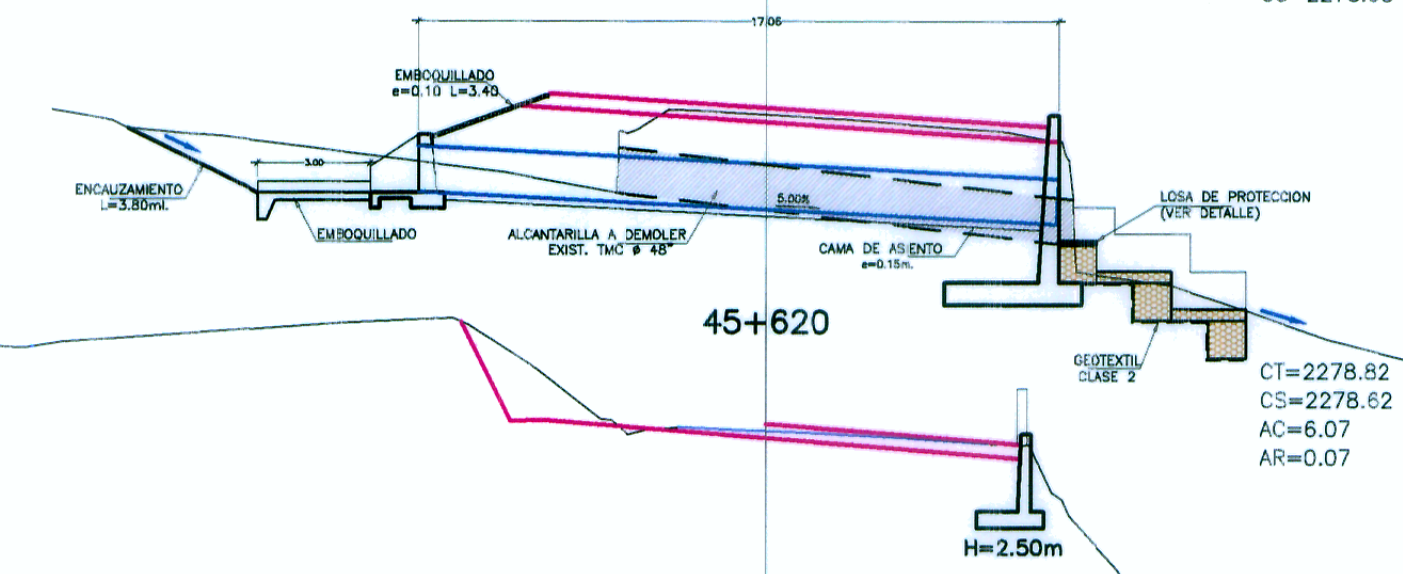 17.06
EMBOQUILLADO
e=0.10 L=3.40
3.00
ENCAUZAMIENTO
L=3.80ml.
EMBOQUILLADO
ALCANTARILLA A DEMOLER
EXIST. TMC ø 48"
5.00%
CAMA DE ASIENTO
e=0.15m.
LOSA DE PROTECCION
(VER DETALLE)
45+620
GEOTEXTIL
CLASE 2
CT=2278.82
CS=2278.62
AC=6.07
AR=0.07
H=2.50m